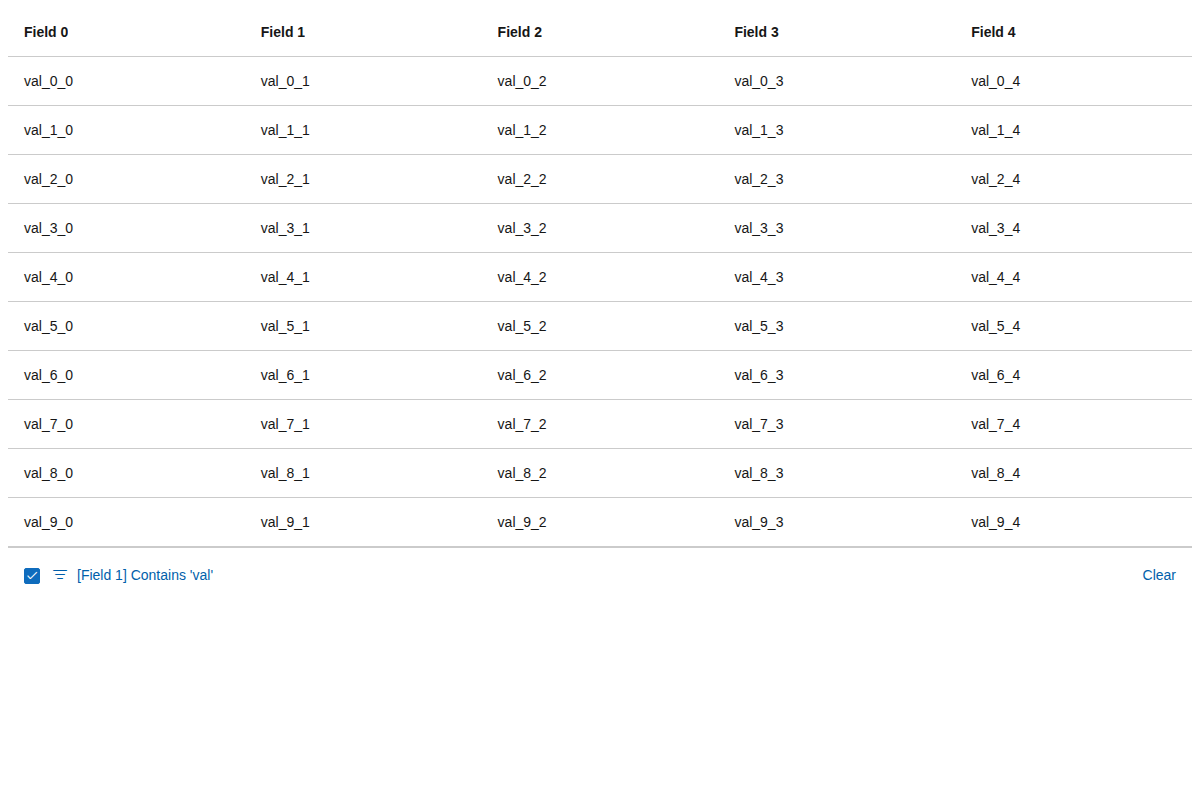 Field 0 Field 1 Field 2 Field 3 Field 4
val_0_0 val_0_1 val_0_2 val_0_3 val_0_4
val_1_0 val_1_1 val_1_2 val_1_3 val_1_4
val_2_0 val_2_1 val_2_2 val_2_3 val_2_4
val_3_0 val_3_1 val_3_2 val_3_3 val_3_4
val_4_0 val_4_1 val_4_2 val_4_3 val_4_4
val_5_0 val_5_1 val_5_2 val_5_3 val_5_4
val_6_0 val_6_1 val_6_2 val_6_3 val_6_4
val_7_0 val_7_1 val_7_2 val_7_3 val_7_4
val_8_0 val_8_1 val_8_2 val_8_3 val_8_4
val_9_0 val_9_1 val_9_2 val_9_3 val_9_4
[Field 1] Contains 'val' Clear